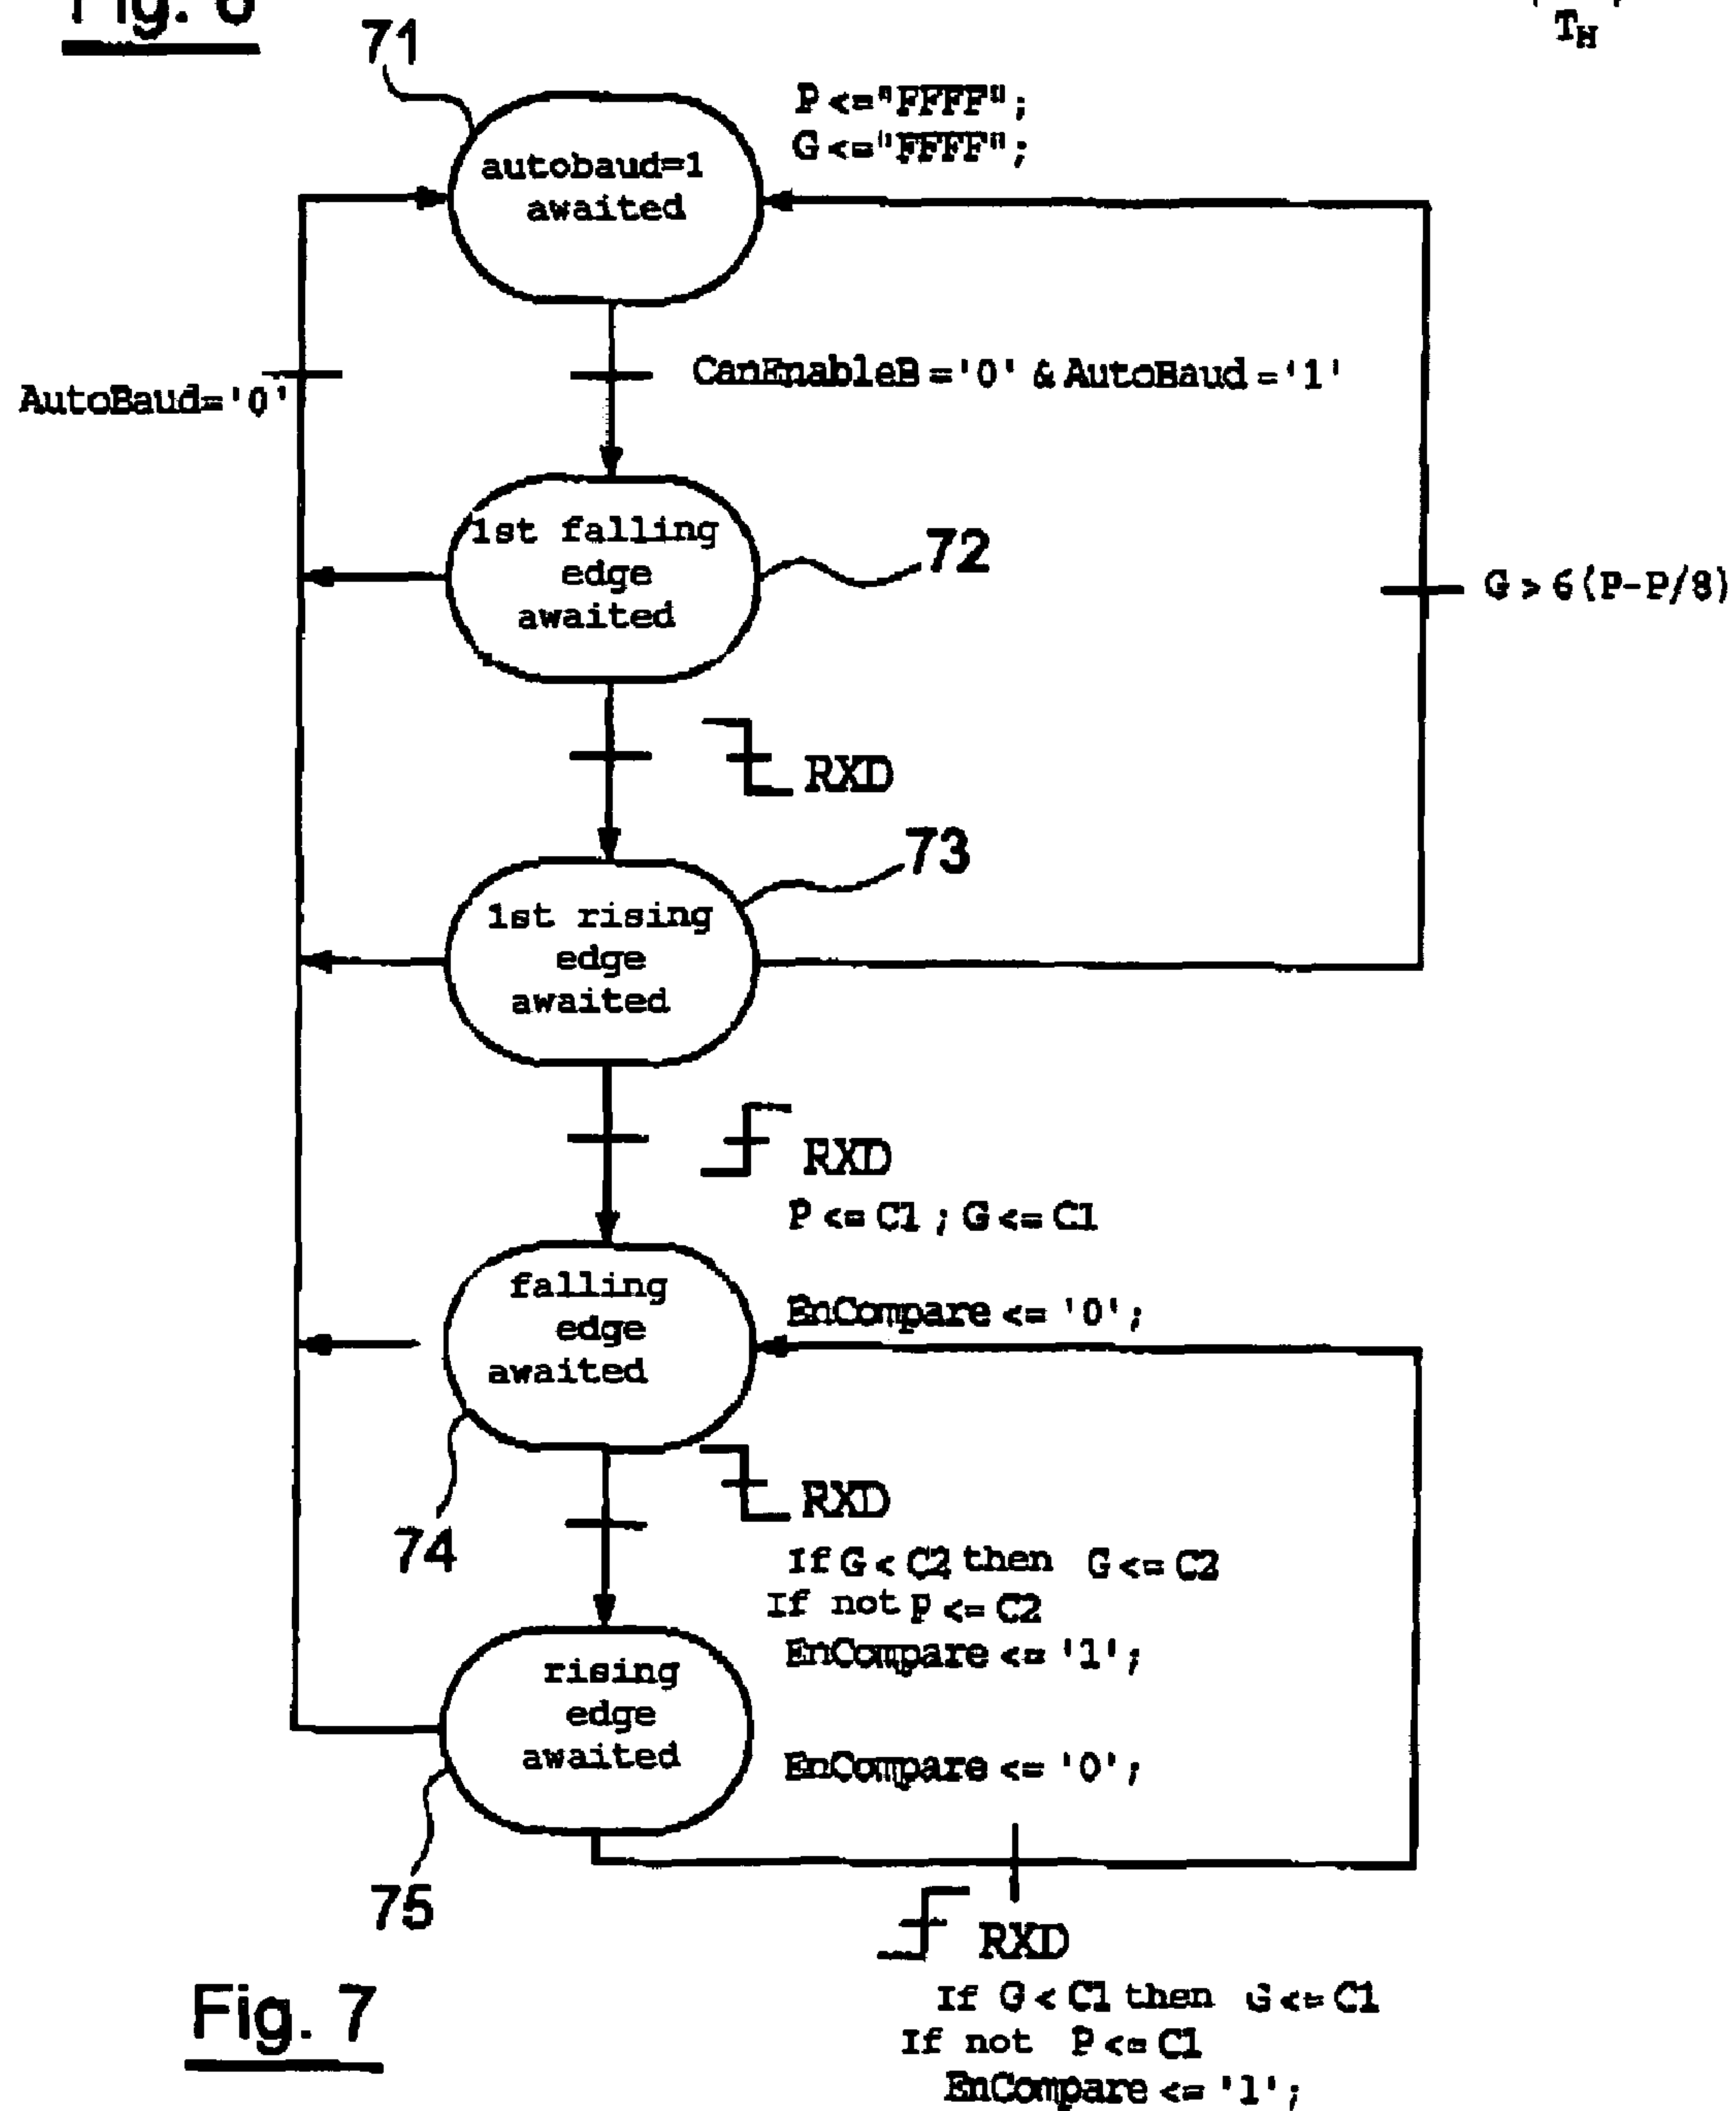 Fig. 6
T_H
71
P <= "FFFF";
G <= "FFFF";
autobaud=1
awaited
CanEnableB = '0' & AutoBaud = '1'
AutoBaud= '0'
1st falling
edge
awaited
72
G > 6 (P-P/8)
RXD
73
1st rising
edge
awaited
RXD
P <= C1 ; G <= C1
falling
edge
awaited
EnCompare <= '0';
RXD
74
If G < C2 then G <= C2
If not P <= C2
EnCompare <= '1';
rising
edge
awaited
EnCompare <= '0';
75
RXD
If G < C1 then G <= C1
If not P <= C1
EnCompare <= '1';
Fig. 7